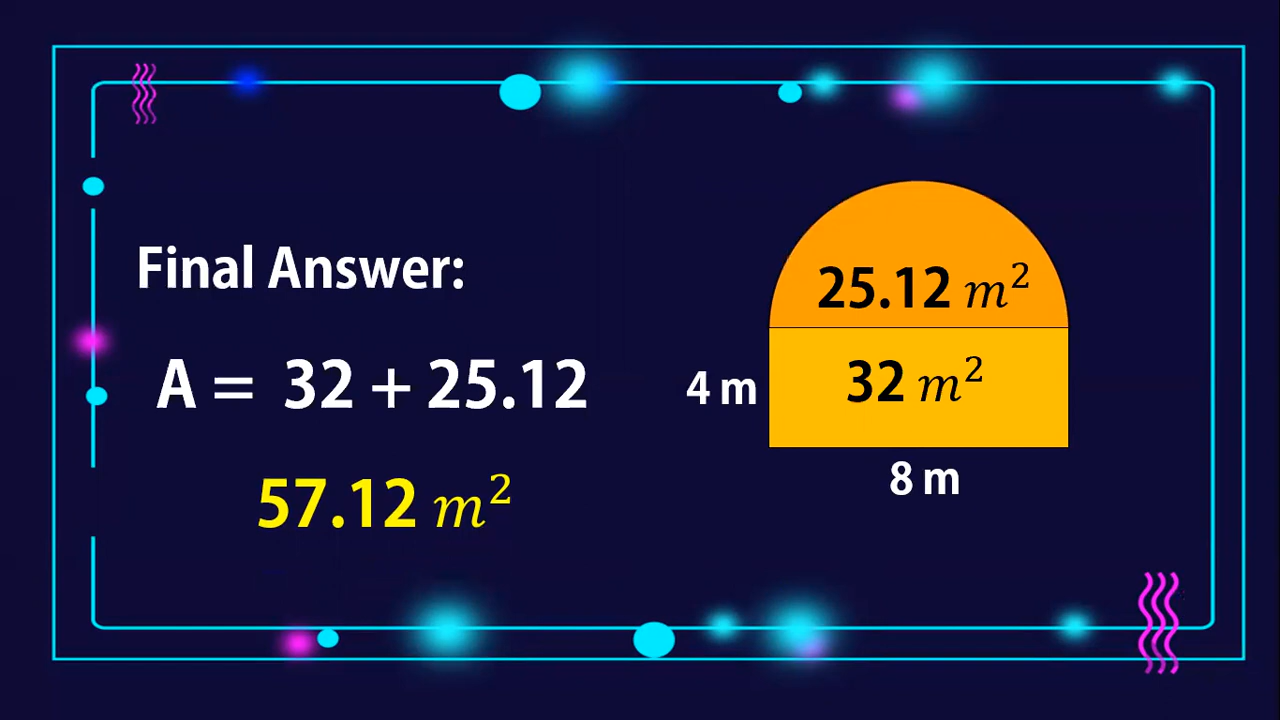 Final Answer:
A = 32 + 25.12
57.12 m²
25.12 m²
4 m
32 m²
8 m